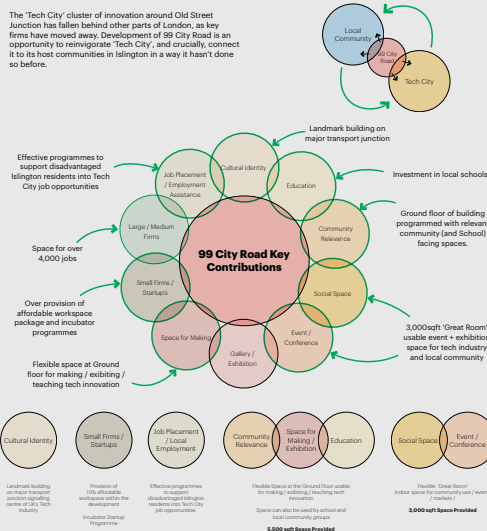 The 'Tech City' cluster of innovation around Old Street
Junction has fallen behind other parts of London, as key
firms have moved away. Development of 99 City Road is an
opportunity to reinvigorate 'Tech City', and crucially, connect
it to its host communities in Islington in a way it hasn't done
so before.
Local
Community
99 City
Road
Tech City
Landmark building on
major transport junction
Effective programmes to
support disadvantaged
Islington residents into Tech
City job opportunities
Job Placement
/ Employment
Assistance
Cultural Identity
Education
Investment in local schools
Large / Medium
Firms
Community
Relevance
Ground floor of building
programmed with relevant
community (and School)
facing spaces.
Space for over
4,000 jobs
99 City Road Key
Contributions
Small Firms /
Startup's
Social Space
Over provision of
affordable workspace
package and incubator
programmes
Space for Making
Gallery /
Exhibition
Event /
Conference
3,000sqft 'Great Room'
usable event + exhibition
space for tech industry
and local community
Flexible space at Ground
floor for making / exibiting /
teaching tech innovation
Cultural Identity
Small Firms /
Startups
Job Placement
/ Local
Employment
Community
Relevance
Space for
Making /
Exhibition
Education
Social Space
Event /
Conference
Landmark building
on major transport
junction signalling
centre of UK's Tech
Industry
Provision of
10% affordable
workspace within the
development
Incubator Startup
Programme
Effective programmes
to support
disadvantaged Islington
residents into Tech City
job opportunities.
Flexible Space at the Ground Floor usable
for making / exibiting / teaching tech
innovation
Space can also be used by school and
local community groups
5,500 sqft Space Provided
Flexible 'Great Room'
indoor space for community use / event
/ markets /
3,000 sqft Space Provided